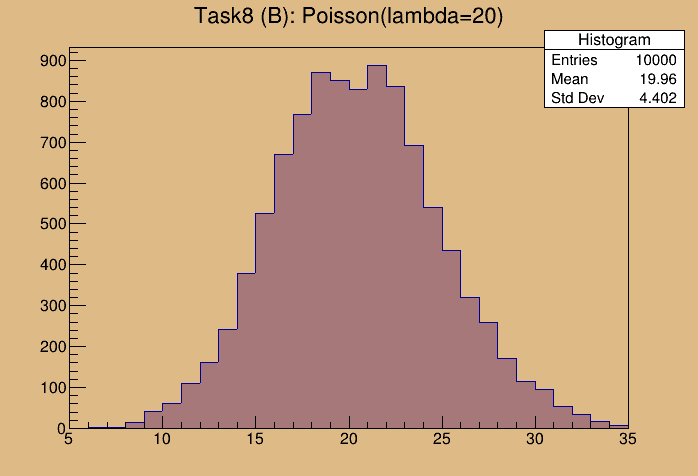 Task8 (B): Poisson(lambda=20)
Histogram
Entries 10000
Mean 19.96
Std Dev 4.402
900
800
700
600
500
400
300
200
100
0
5 10 15 20 25 30 35